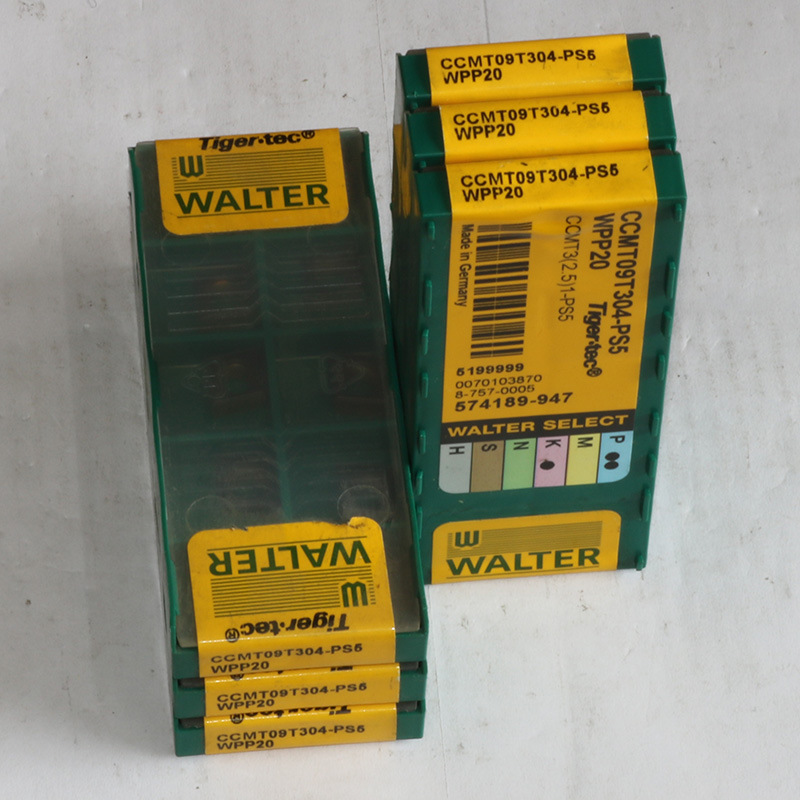 Tiger·tec®
WALTER
WALTER
Tiger·tec®
CCMT09T304-PS5
WPP20
CCMT09T304-PS5
WPP20
CCMT09T304-PS5
WPP20
CCMT09T304-PS5
WPP20
CCMT09T304-PS5
WPP20
CCMT09T304-PS5
WPP20
CCMT09T304-PS5
WPP20 Tiger·tec®
CCMT3(2.5)1-PS5
Made in Germany
5199999
0070103870
8-757-0005
574189-947
WALTER SELECT
H S N K M P
WALTER